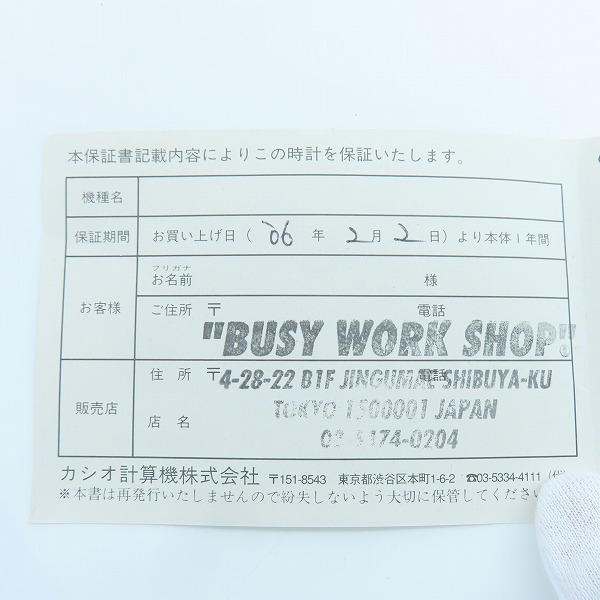 本保証書記載内容によりこの時計を保証いたします。
機種名
保証期間 お買い上げ日（ '06 年 2月 2日）より本体1年間
フリガナ
お名前 様
お客様
ご住所 〒 電話
"BUSY WORK SHOP"®
住所 〒 電話
4-28-22 B1F JINGUMAE SHIBUYA-KU
販売店
TOKYO 1500001 JAPAN
店名
03-5474-0204
カシオ計算機株式会社 〒151-8543 東京都渋谷区本町1-6-2 ☎03-5334-4111（代）
※本書は再発行いたしませんので紛失しないよう大切に保管してください